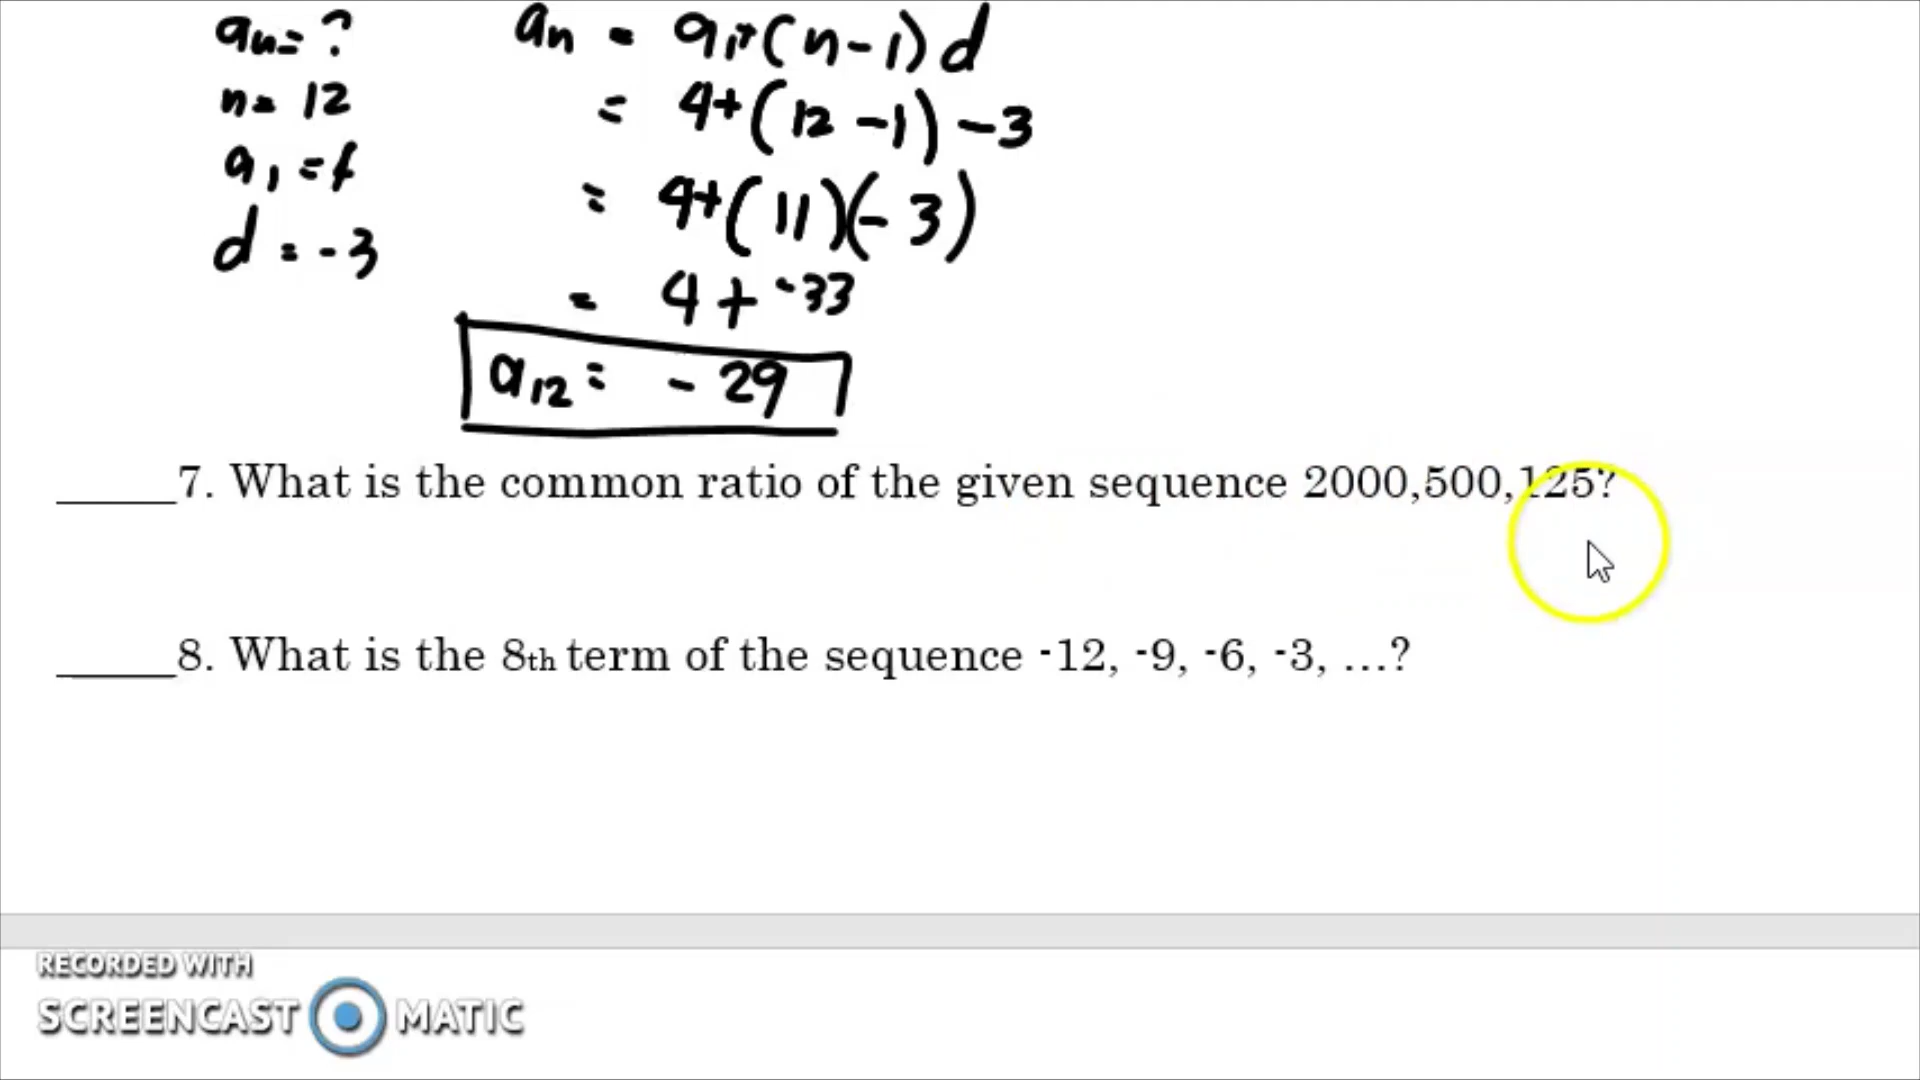 an = ?
an = a1+(n-1)d
n = 12
= 4+(12-1)-3
a1 = 4
= 4+(11)(-3)
d = -3
= 4 + -33
a12 = -29
_____7. What is the common ratio of the given sequence 2000,500,125?
_____8. What is the 8th term of the sequence -12, -9, -6, -3, …?
RECORDED WITH
SCREENCAST MATIC